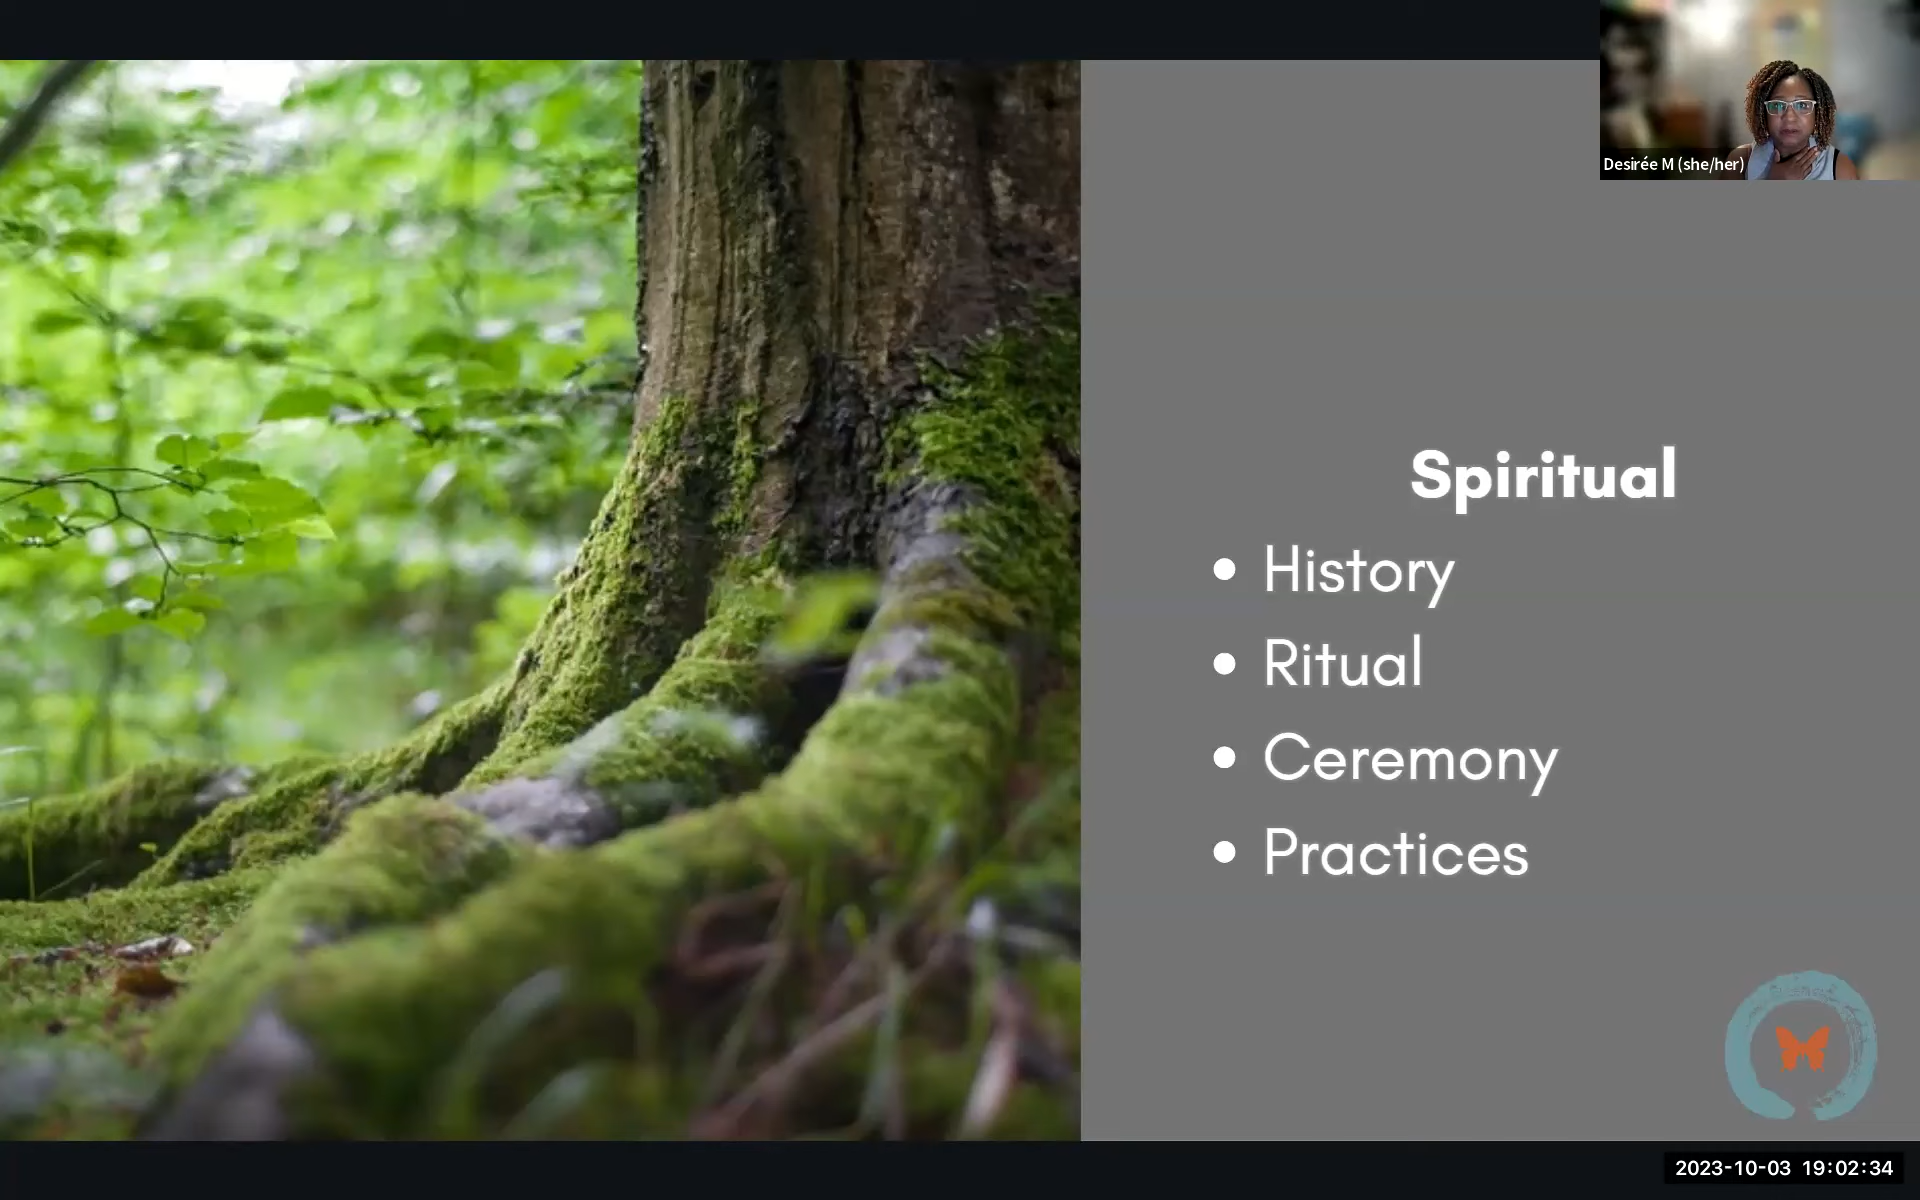 Desirée M (she/her)
Spiritual
• History
• Ritual
• Ceremony
• Practices
2023-10-03 19:02:34